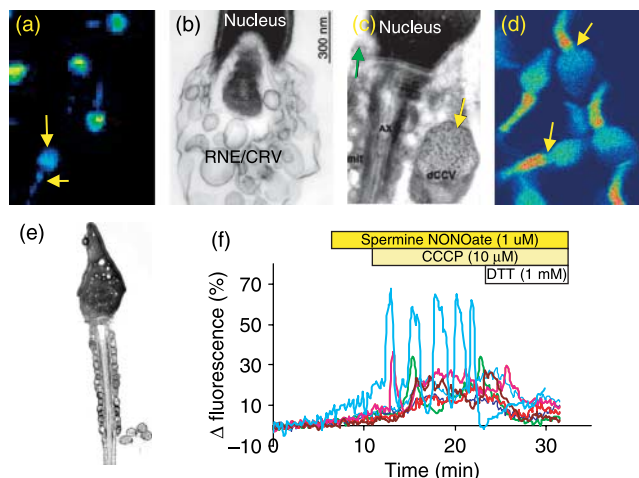 (a)
(b)
Nucleus
300 nm
RNE/CRV
(c)
Nucleus
AX
mit
dCCV
(d)
(e)
(f)
Spermine NONOate (1 uM)
CCCP (10 μM)
DTT (1 mM)
Δ fluorescence (%)
70
50
30
10
−10
0
10
20
30
Time (min)